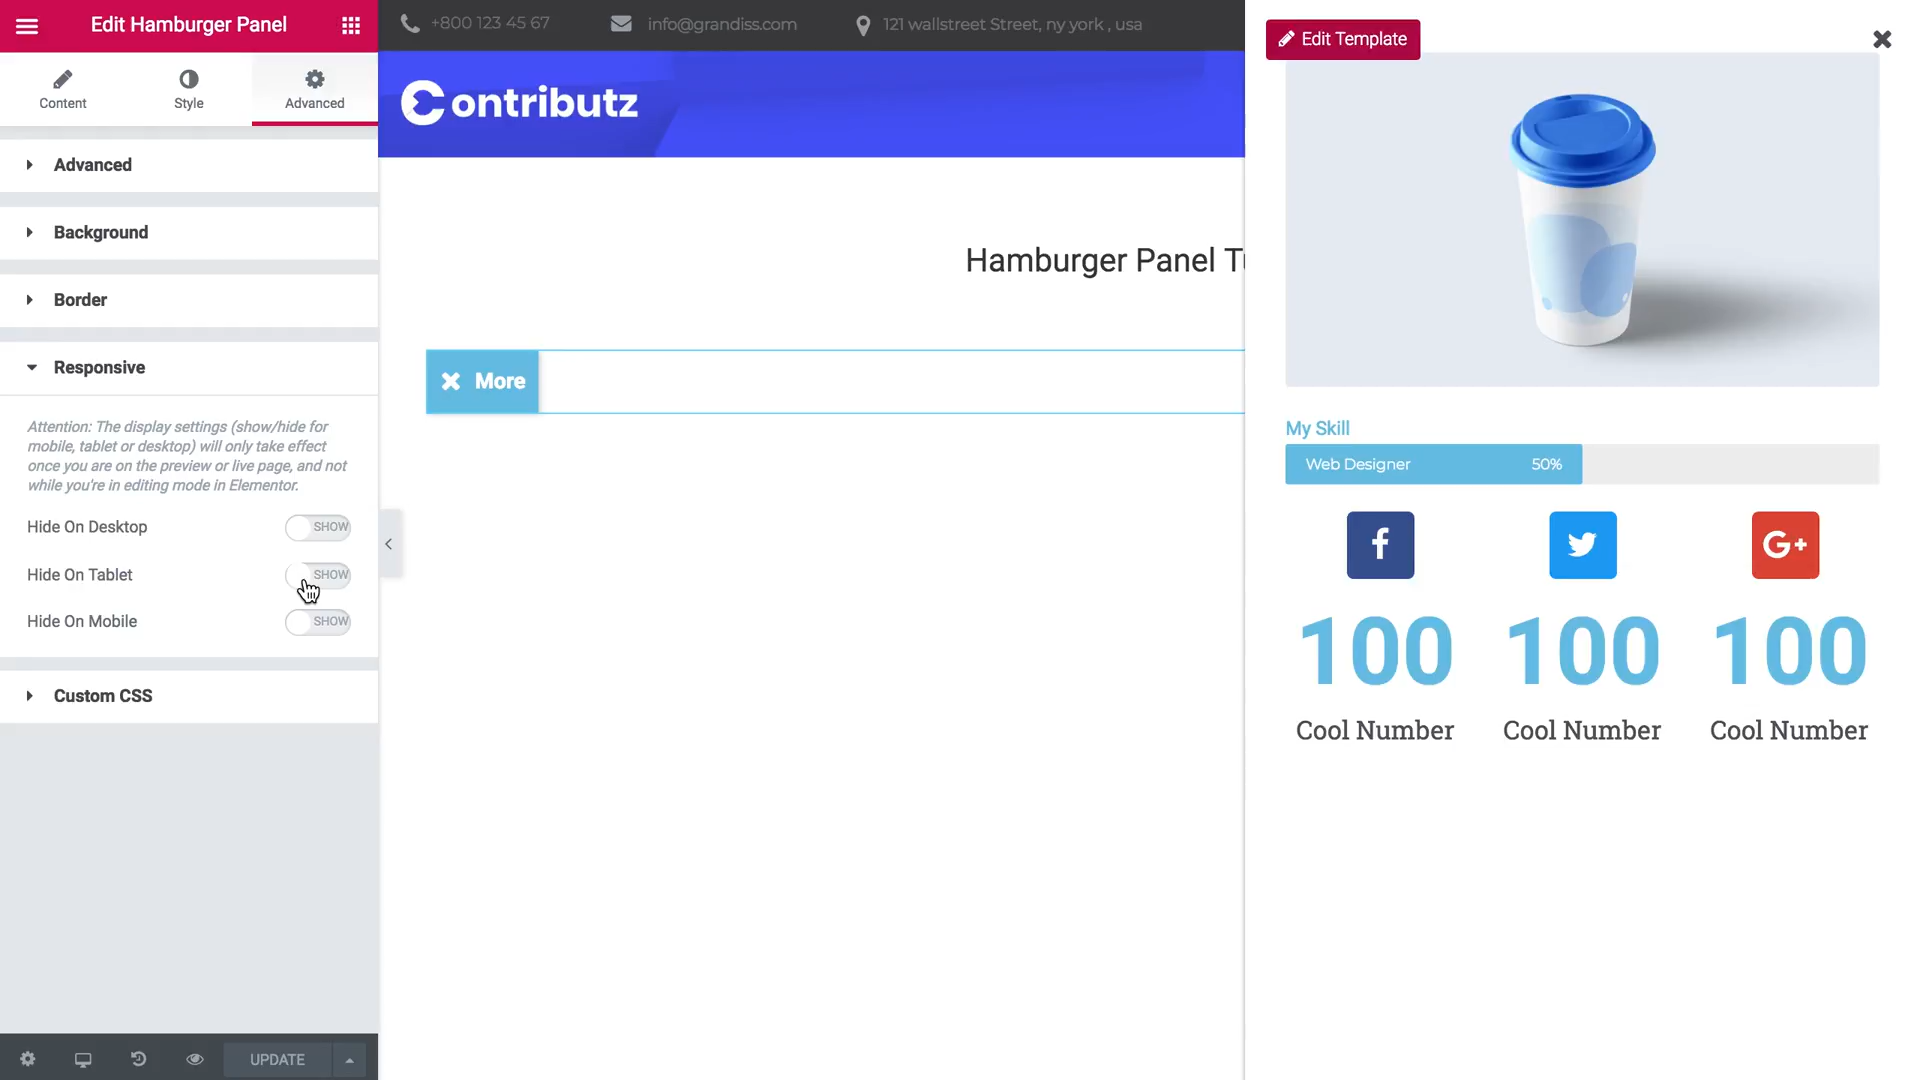 Edit Hamburger Panel
Content
Style
Advanced
Advanced
Background
Border
Responsive
Attention: The display settings (show/hide for
mobile, tablet or desktop) will only take effect
once you are on the preview or live page, and not
while you're in editing mode in Elementor.
Hide On Desktop
SHOW
Hide On Tablet
SHOW
Hide On Mobile
SHOW
Custom CSS
UPDATE
+800 123 45 67
info@grandiss.com
121 wallstreet Street, ny york , usa
Contributz
Hamburger Panel
More
Edit Template
My Skill
Web Designer
50%
f
G+
100
100
100
Cool Number
Cool Number
Cool Number